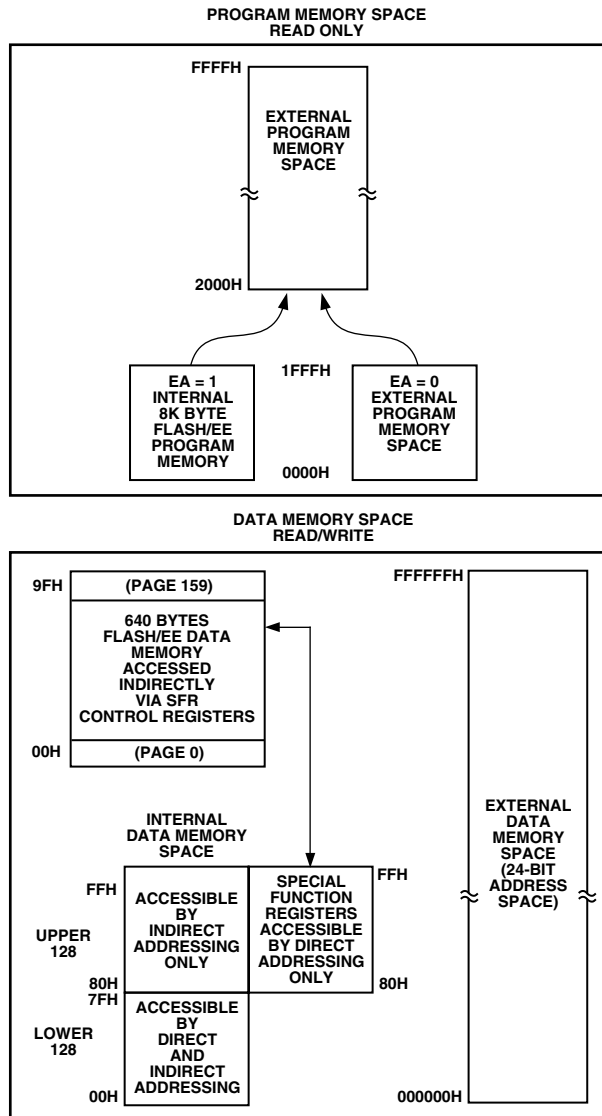 PROGRAM MEMORY SPACE
READ ONLY
FFFFH
EXTERNAL
PROGRAM
MEMORY
SPACE
2000H
EA = 1
INTERNAL
8K BYTE
FLASH/EE
PROGRAM
MEMORY
1FFFH
0000H
EA = 0
EXTERNAL
PROGRAM
MEMORY
SPACE
DATA MEMORY SPACE
READ/WRITE
9FH
(PAGE 159)
640 BYTES
FLASH/EE DATA
MEMORY
ACCESSED
INDIRECTLY
VIA SFR
CONTROL REGISTERS
00H
(PAGE 0)
INTERNAL
DATA MEMORY
SPACE
FFH
UPPER
128
80H
ACCESSIBLE
BY
INDIRECT
ADDRESSING
ONLY
SPECIAL
FUNCTION
REGISTERS
ACCESSIBLE
BY DIRECT
ADDRESSING
ONLY
FFH
80H
7FH
LOWER
128
00H
ACCESSIBLE
BY
DIRECT
AND
INDIRECT
ADDRESSING
FFFFFFH
EXTERNAL
DATA
MEMORY
SPACE
(24-BIT
ADDRESS
SPACE)
000000H